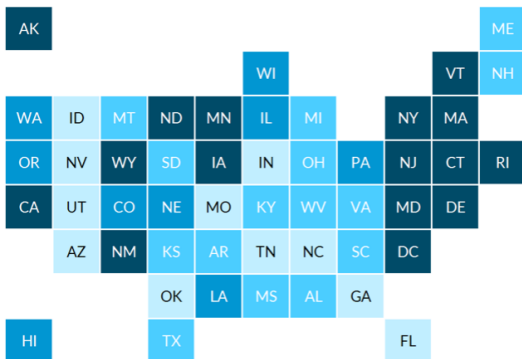 AK ME
WI VT NH
WA ID MT ND MN IL MI NY MA
OR NV WY SD IA IN OH PA NJ CT RI
CA UT CO NE MO KY WV VA MD DE
AZ NM KS AR TN NC SC DC
OK LA MS AL GA
HI TX FL